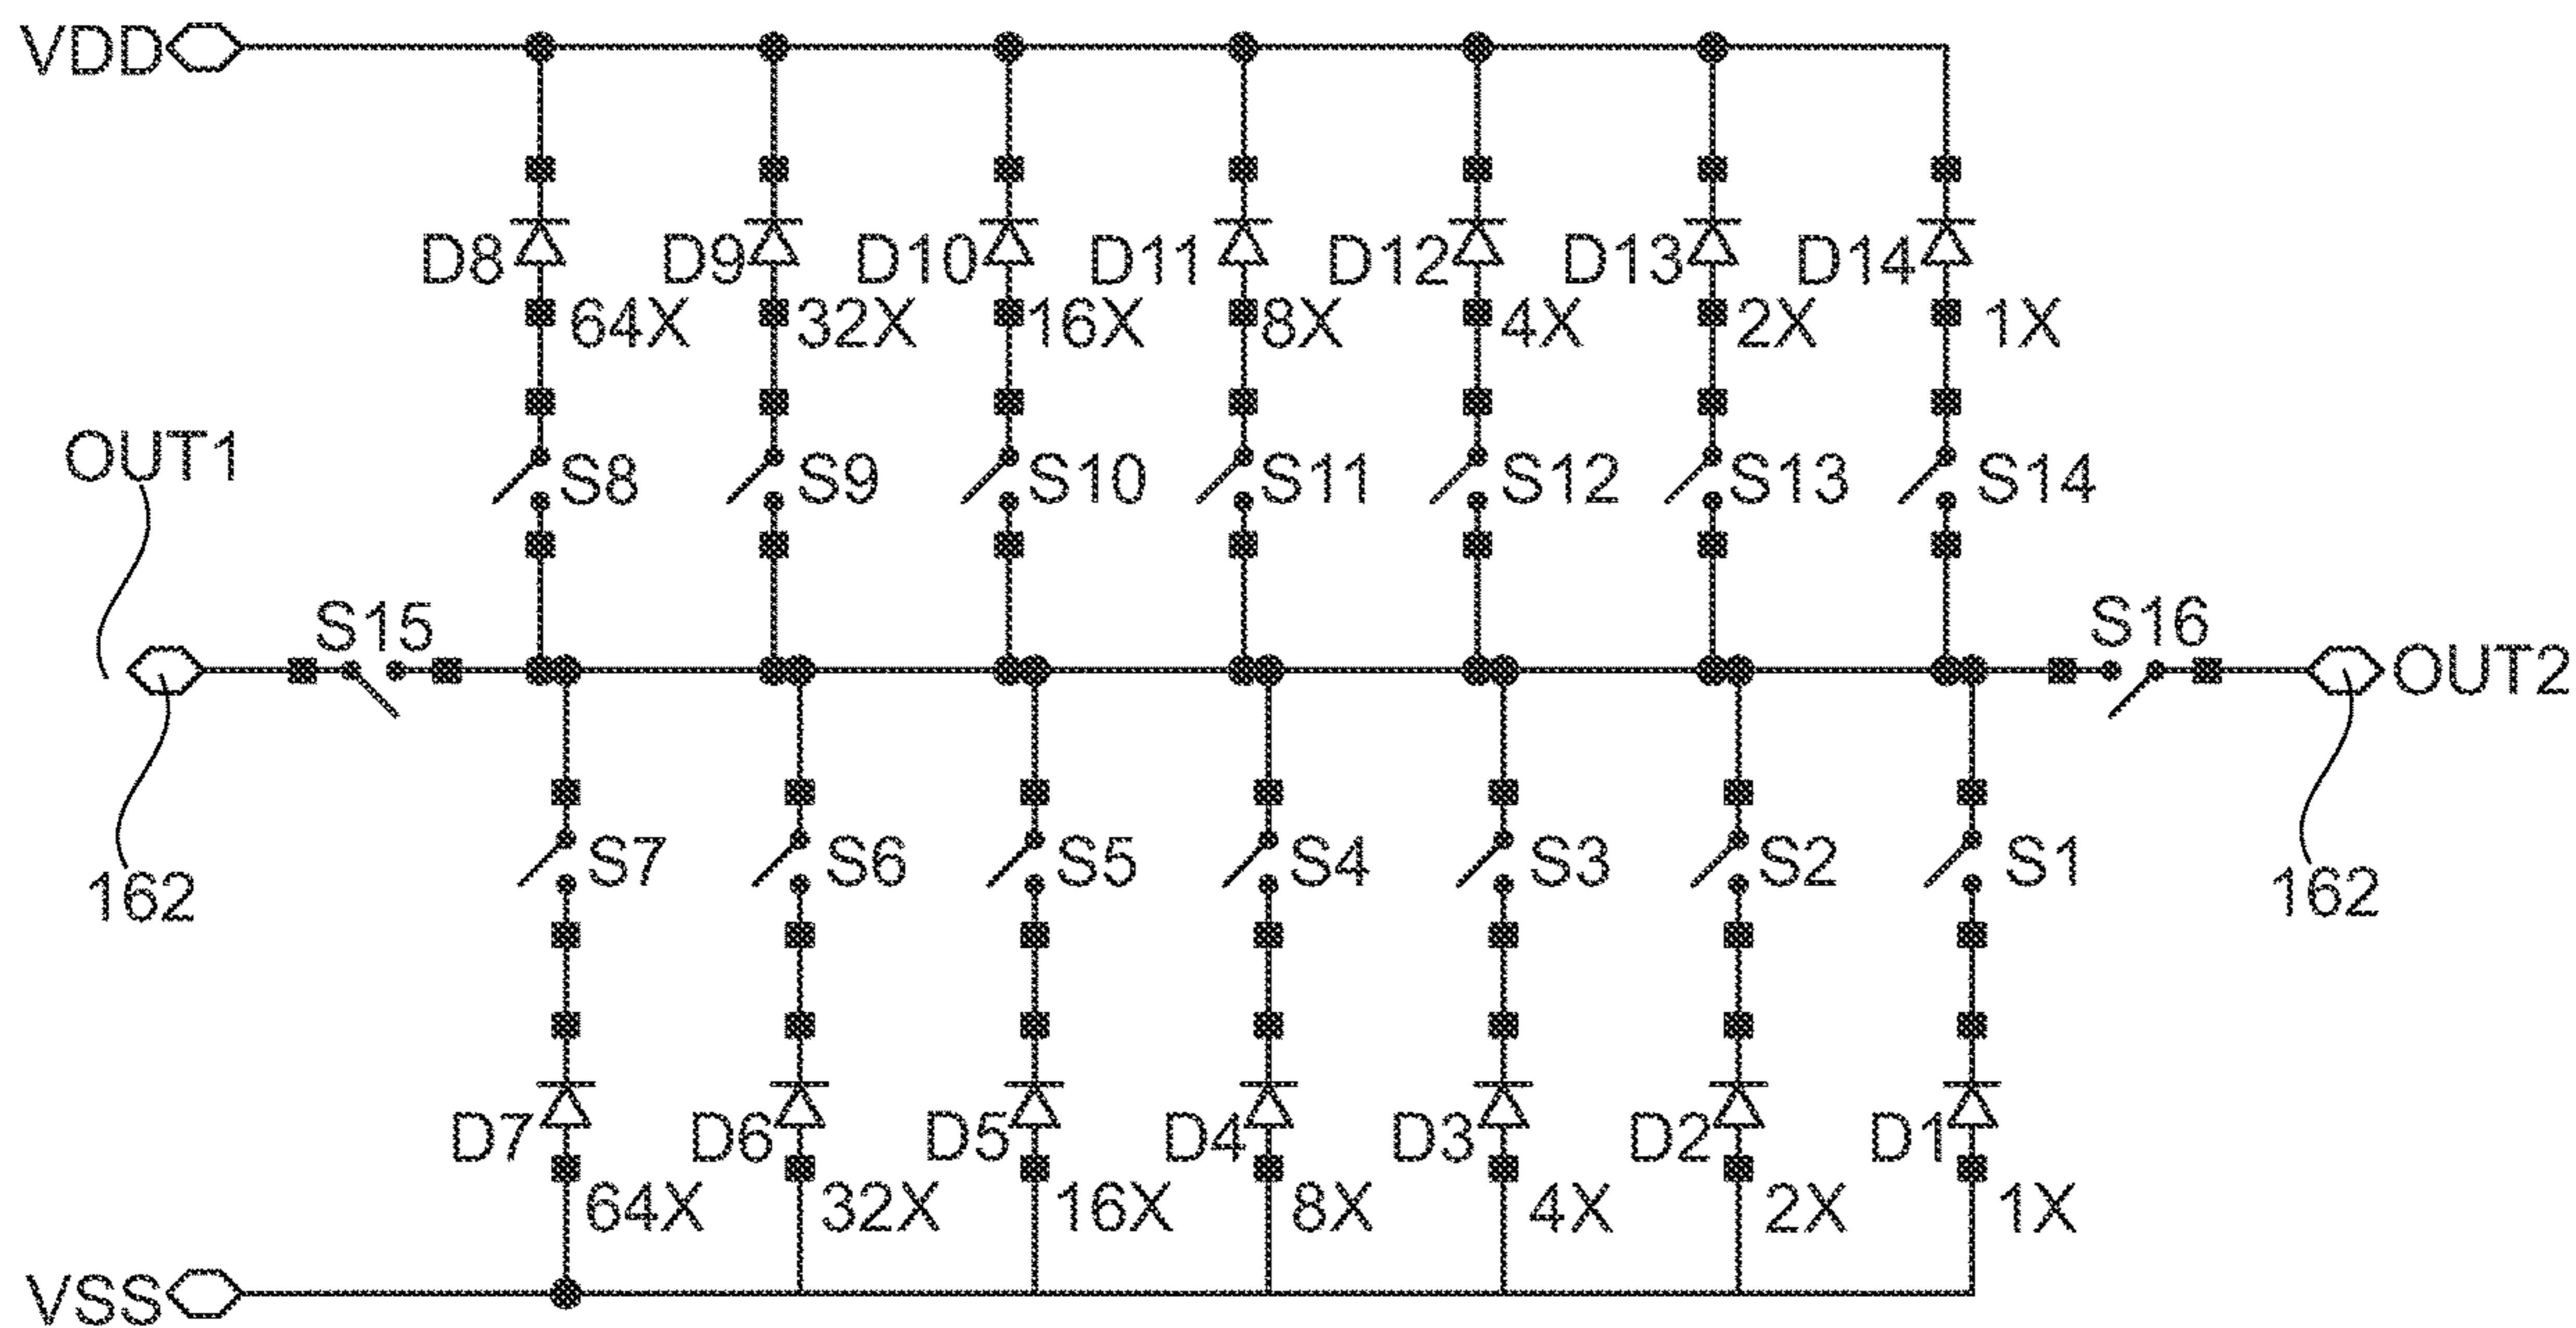 VDD
D8 D9 D10 D11 D12 D13 D14
64X 32X 16X 8X 4X 2X 1X
OUT1
S8 S9 S10 S11 S12 S13 S14
S15 S16
OUT2
S7 S6 S5 S4 S3 S2 S1
162 162
D7 D6 D5 D4 D3 D2 D1
64X 32X 16X 8X 4X 2X 1X
VSS